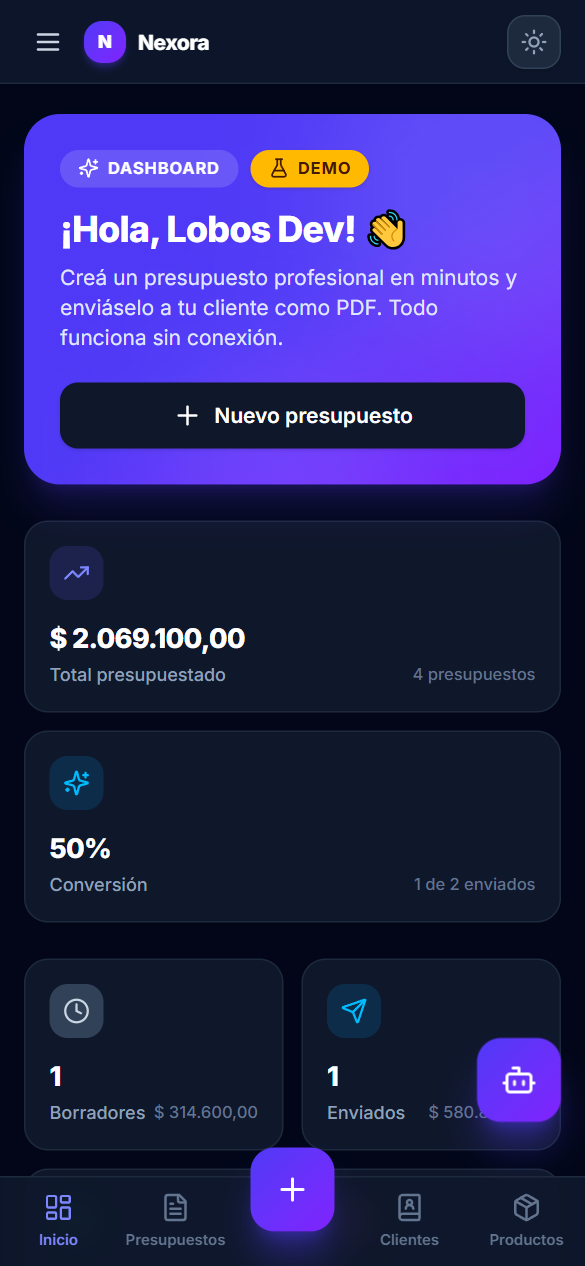 N Nexora
DASHBOARD DEMO
¡Hola, Lobos Dev! 👋
Creá un presupuesto profesional en minutos y
enviáselo a tu cliente como PDF. Todo
funciona sin conexión.
Nuevo presupuesto
$ 2.069.100,00
Total presupuestado 4 presupuestos
50%
Conversión 1 de 2 enviados
1
Borradores $ 314.600,00
1
Enviados $ 580.
Inicio Presupuestos Clientes Productos